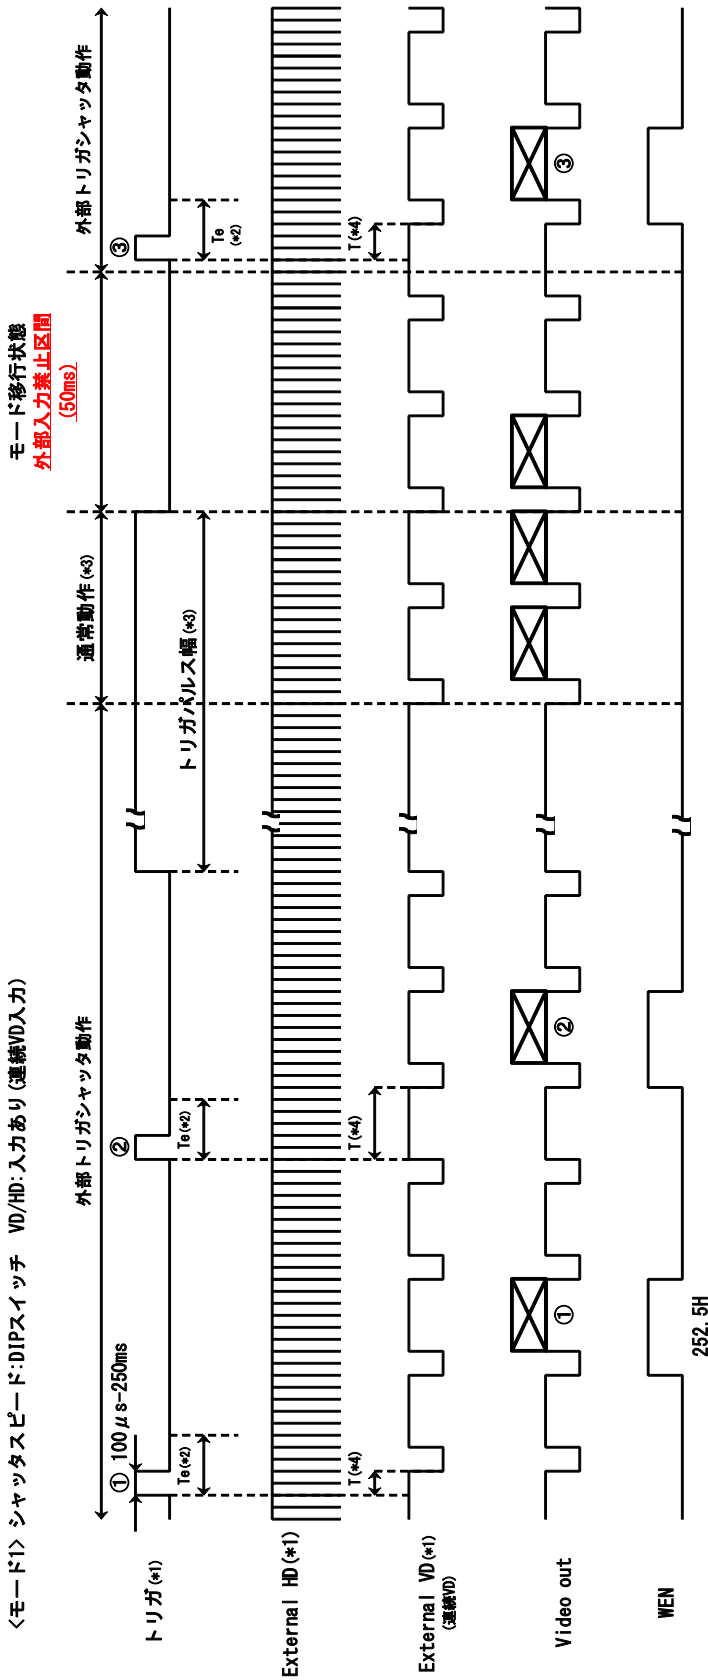 <モード1> シャッタスピード:DIPスイッチ VD/HD:入力あり(連続VD入力)
モード移行状態
外部入力禁止区間
(50ms)
外部トリガシャッタ動作
通常動作(*3)
外部トリガシャッタ動作
① 100μs-250ms
②
③
トリガ(*1)
Te(*2)
Te(*2)
トリガパルス幅(*3)
Te
(*2)
External HD(*1)
T(*4)
T(*4)
T(*4)
External VD(*1)
(連続VD)
Video out
①
②
③
WEN
252.5H